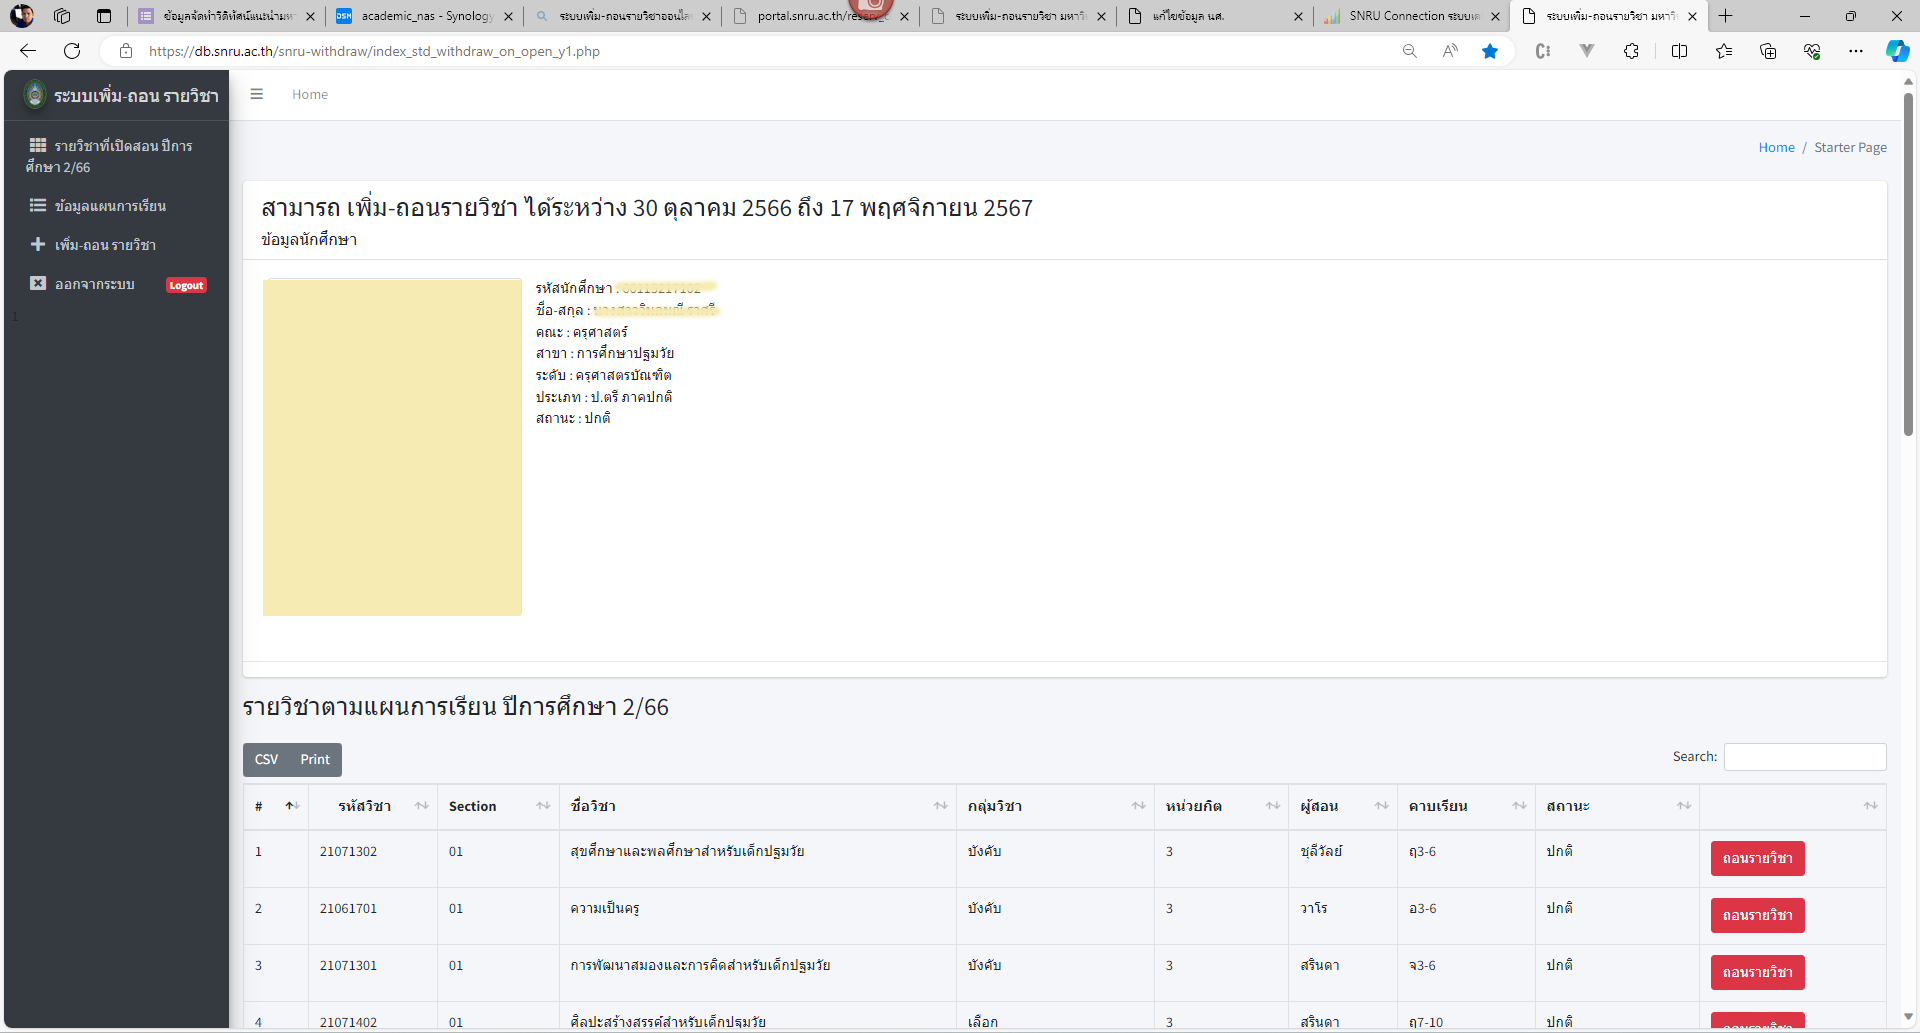 ข้อมูลจัดทำวีดิทัศน์แนะนำมห
academic_nas - Synology
ระบบเพิ่ม-ถอนรายวิชาออนไล
portal.snru.ac.th/reserv_c
ระบบเพิ่ม-ถอนรายวิชา มหาวิ
แก้ไขข้อมูล นศ.
SNRU Connection ระบบเค
ระบบเพิ่ม-ถอนรายวิชา มหาวิ
https://db.snru.ac.th/snru-withdraw/index_std_withdraw_on_open_y1.php
ระบบเพิ่ม-ถอน รายวิชา
Home
รายวิชาที่เปิดสอน ปีการ
ศึกษา 2/66
ข้อมูลแผนการเรียน
เพิ่ม-ถอน รายวิชา
ออกจากระบบ Logout
1
Home / Starter Page
สามารถ เพิ่ม-ถอนรายวิชา ได้ระหว่าง 30 ตุลาคม 2566 ถึง 17 พฤศจิกายน 2567
ข้อมูลนักศึกษา
รหัสนักศึกษา :
ชื่อ-สกุล :
คณะ : ครุศาสตร์
สาขา : การศึกษาปฐมวัย
ระดับ : ครุศาสตรบัณฑิต
ประเภท : ป.ตรี ภาคปกติ
สถานะ : ปกติ
รายวิชาตามแผนการเรียน ปีการศึกษา 2/66
CSV Print
Search:
# รหัสวิชา Section ชื่อวิชา กลุ่มวิชา หน่วยกิต ผู้สอน คาบเรียน สถานะ
1 21071302 01 สุขศึกษาและพลศึกษาสำหรับเด็กปฐมวัย บังคับ 3 ชุลีวัลย์ ฤ3-6 ปกติ ถอนรายวิชา
2 21061701 01 ความเป็นครู บังคับ 3 วาโร อ3-6 ปกติ ถอนรายวิชา
3 21071301 01 การพัฒนาสมองและการคิดสำหรับเด็กปฐมวัย บังคับ 3 สรินดา จ3-6 ปกติ ถอนรายวิชา
4 21071402 01 ศิลปะสร้างสรรค์สำหรับเด็กปฐมวัย เลือก 3 สรินดา ฤ7-10 ปกติ ถอนรายวิชา